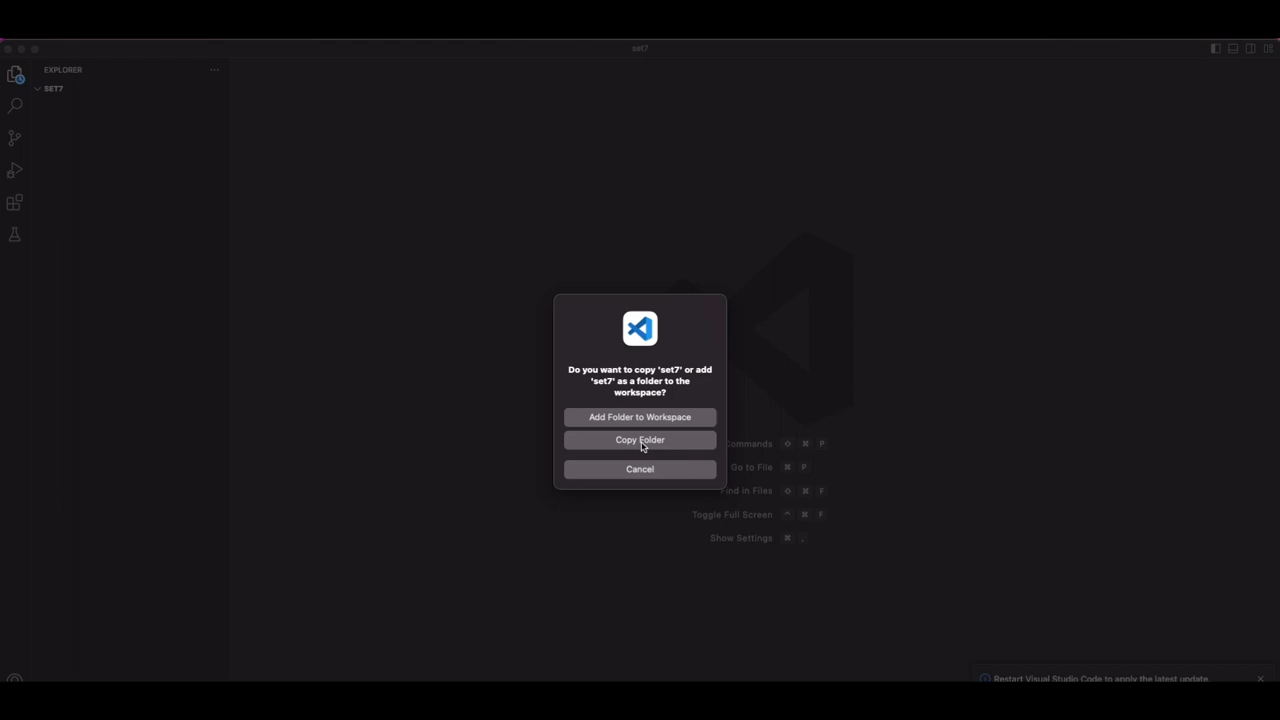 set7
EXPLORER
SET7
Do you want to copy 'set7' or add
'set7' as a folder to the
workspace?
Add Folder to Workspace
Copy Folder
Cancel
Commands ⌘ P
Go to File ⌘ P
Find in Files ⌘ F
Toggle Full Screen ^ ⌘ F
Show Settings ⌘ ,
Restart Visual Studio Code to apply the latest update.